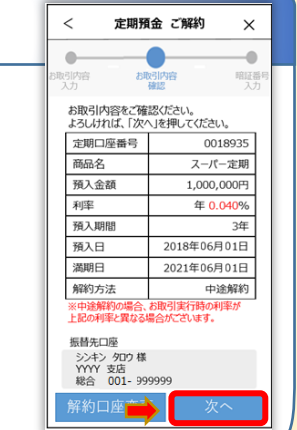 < 定期預金 ご解約 ×
お取引内容
入力
お取引内容
確認
暗証番号
入力
お取引内容をご確認ください。
よろしければ、「次へ」を押してください。
定期口座番号 0018935
商品名 スーパー定期
預入金額 1,000,000円
利率 年 0.040%
預入期間 3年
預入日 2018年06月01日
満期日 2021年06月01日
解約方法 中途解約
※中途解約の場合、お取引実行時の利率が
上記の利率と異なる場合がございます。
振替先口座
シンキン タロウ 様
YYYY 支店
総合 001- 999999
解約口座 次へ